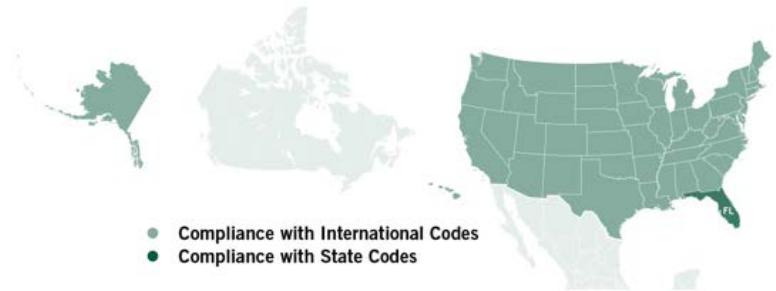 FL
Compliance with International Codes
Compliance with State Codes